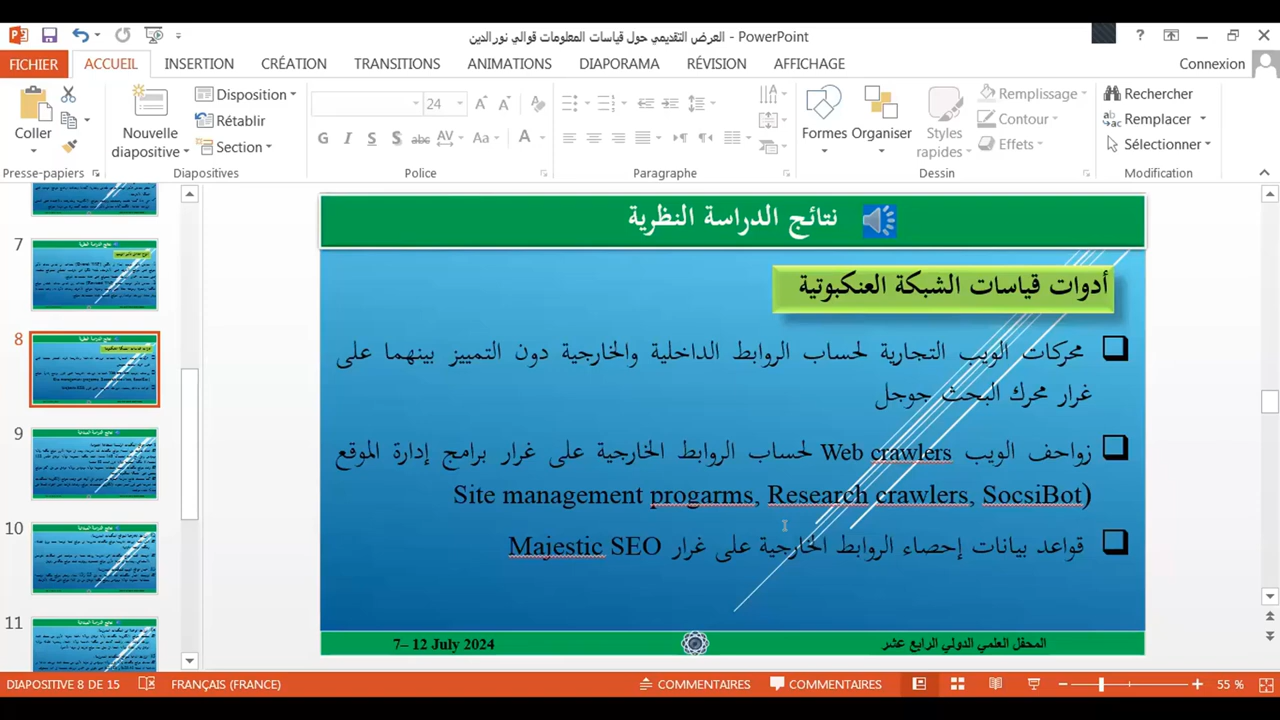 العرض التقديمي حول قياسات المعلومات قوالي نورالدين - PowerPoint
FICHIER ACCUEIL INSERTION CRÉATION TRANSITIONS ANIMATIONS DIAPORAMA RÉVISION AFFICHAGE Connexion
Coller
Presse-papiers
Nouvelle
diapositive
Disposition
Rétablir
Section
Diapositives
24
G I S S abc AV Aa A
Police
Paragraphe
Formes Organiser Styles
rapides
Remplissage
Contour
Effets
Dessin
Rechercher
Remplacer
Sélectionner
Modification
7
8
9
10
11
نتائج الدراسة النظرية
أدوات قياسات الشبكة العنكبوتية
محركات الويب التجارية لحساب الروابط الداخلية والخارجية دون التمييز بينهما على
غرار محرك البحث جوجل
زواحف الويب Web crawlers لحساب الروابط الخارجية على غرار برامج إدارة الموقع
Site management progarms, Research crawlers, SocsiBot)
قواعد بيانات إحصاء الروابط الخارجية على غرار Majestic SEO
7– 12 July 2024
المحفل العلمي الدولي الرابع عشر
DIAPOSITIVE 8 DE 15 FRANÇAIS (FRANCE) COMMENTAIRES COMMENTAIRES 55 %